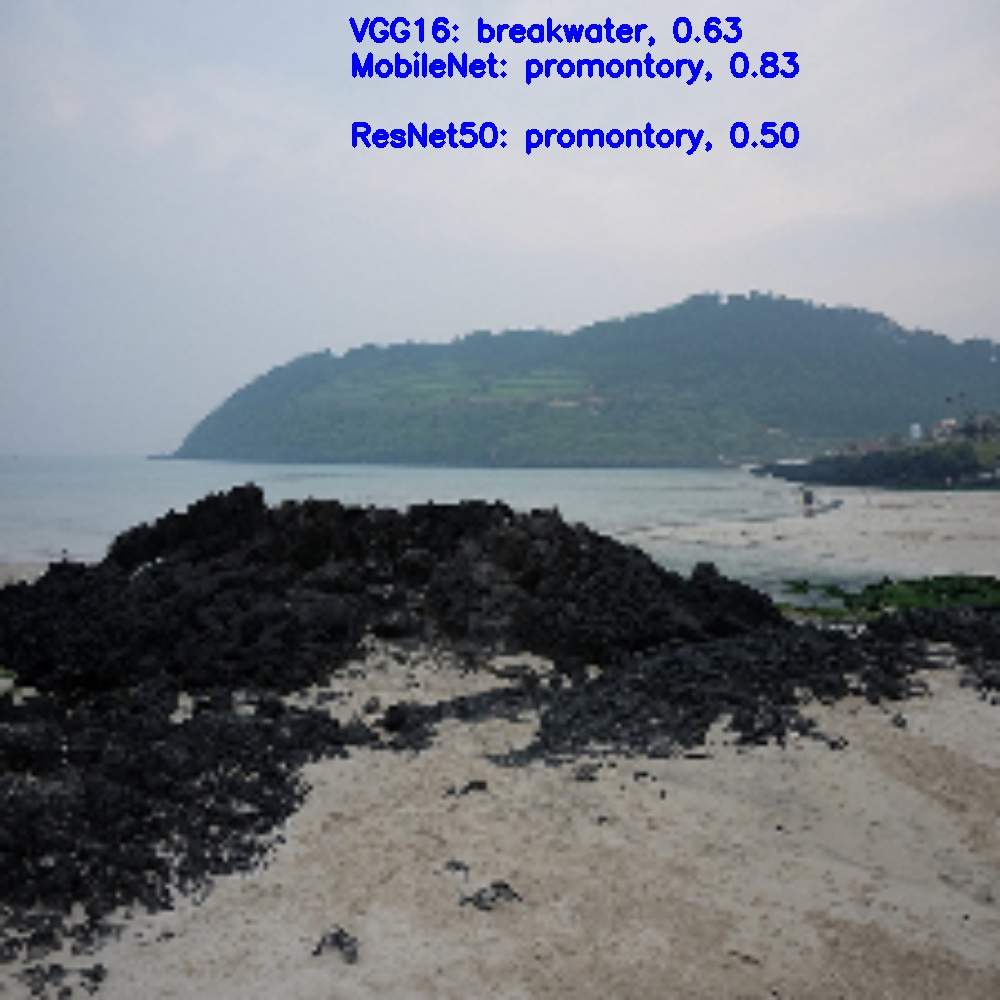 VGG16: breakwater, 0.63
MobileNet: promontory, 0.83
ResNet50: promontory, 0.50